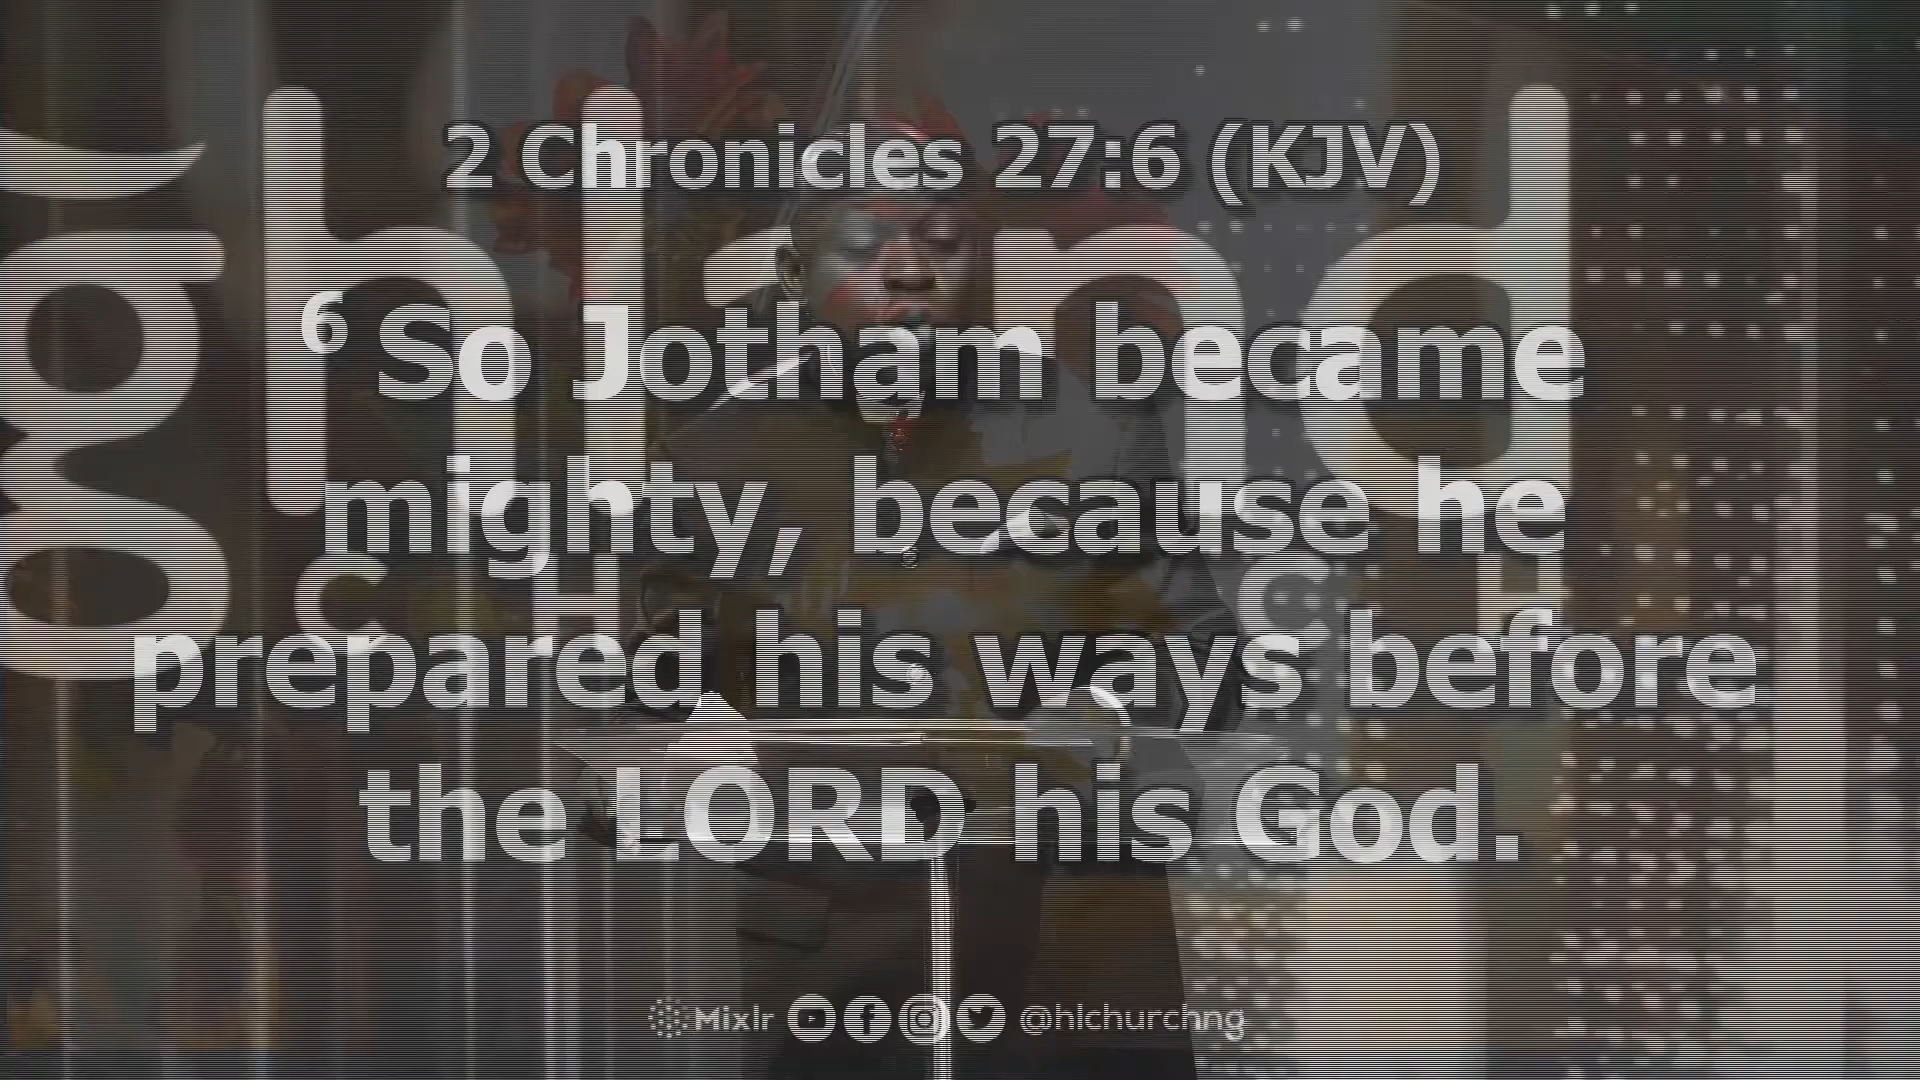 2 Chronicles 27:6 (KJV)
ghland
6 So Jotham became
mighty, because he
C H C H
prepared his ways before
the LORD his God.
Mixlr @hlchurchng